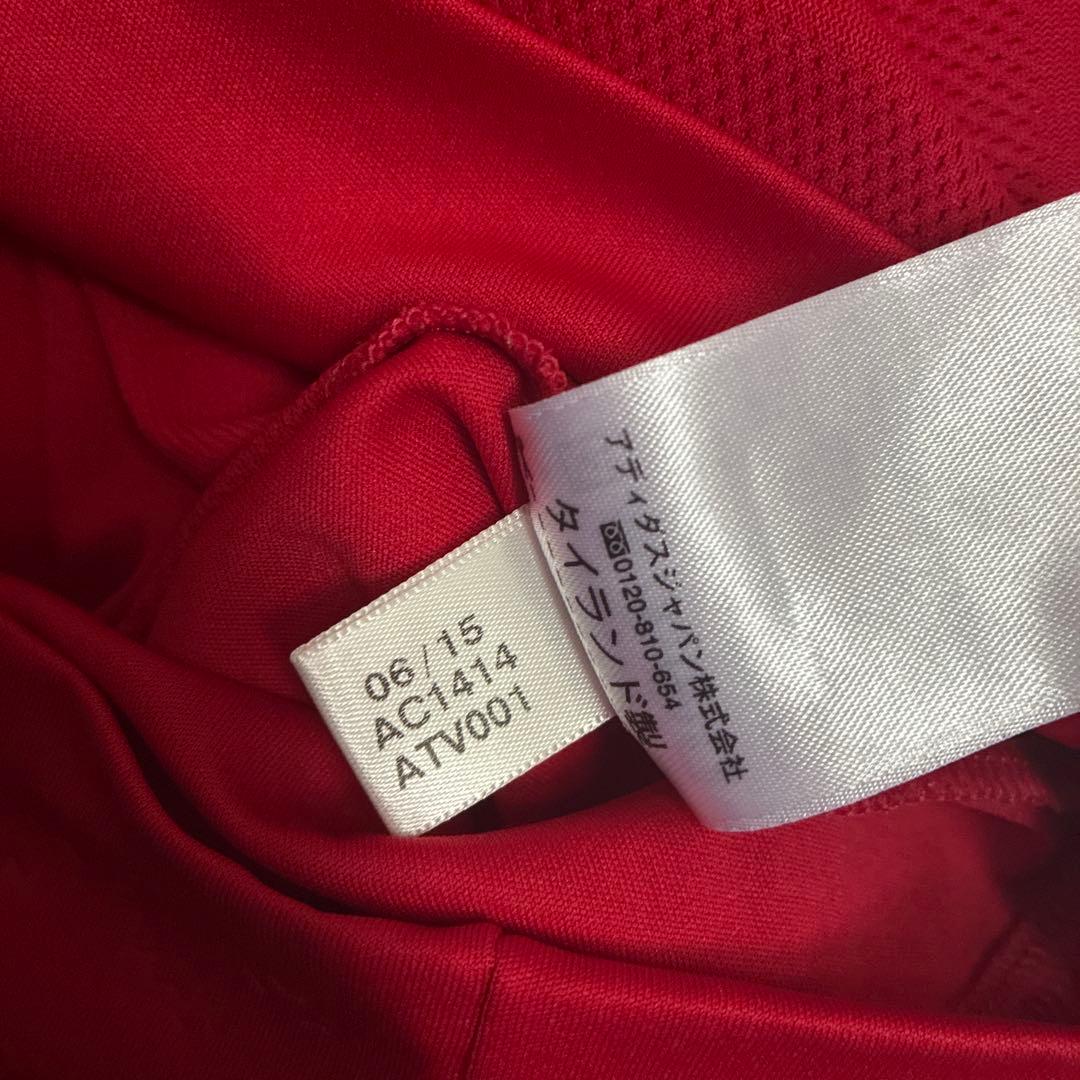 06/15
AC1414
ATV001
アディダスジャパン株式会社
0120-810-654
タイランド製